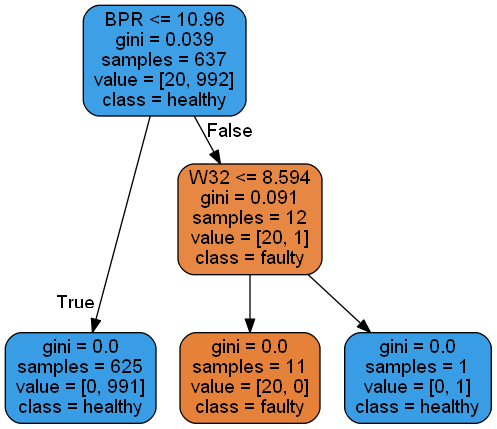 BPR <= 10.96
gini = 0.039
samples = 637
value = [20, 992]
class = healthy
False
W32 <= 8.594
gini = 0.091
samples = 12
value = [20, 1]
class = faulty
True
gini = 0.0
samples = 625
value = [0, 991]
class = healthy
gini = 0.0
samples = 11
value = [20, 0]
class = faulty
gini = 0.0
samples = 1
value = [0, 1]
class = healthy